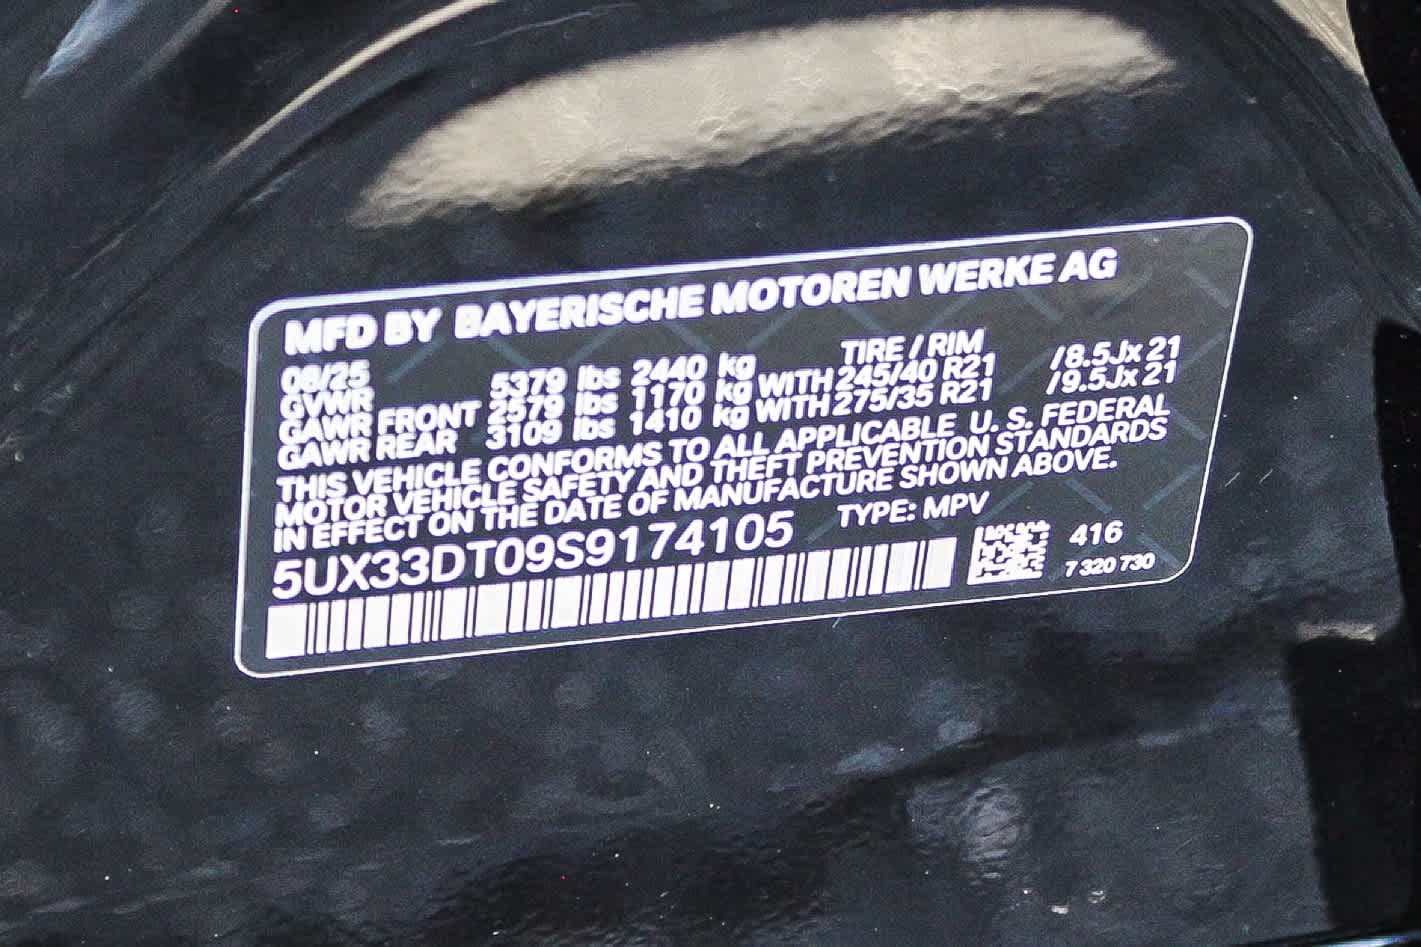 MFD BY BAYERISCHE MOTOREN WERKE AG
08/25 TIRE / RIM
GVWR 5379 lbs 2440 kg
GAWR FRONT 2579 lbs 1170 kg WITH 245/40 R21 /8.5Jx 21
GAWR REAR 3109 lbs 1410 kg WITH 275/35 R21 /9.5Jx 21
THIS VEHICLE CONFORMS TO ALL APPLICABLE U. S. FEDERAL
MOTOR VEHICLE SAFETY AND THEFT PREVENTION STANDARDS
IN EFFECT ON THE DATE OF MANUFACTURE SHOWN ABOVE.
5UX33DT09S9174105 TYPE: MPV
416
7 320 730